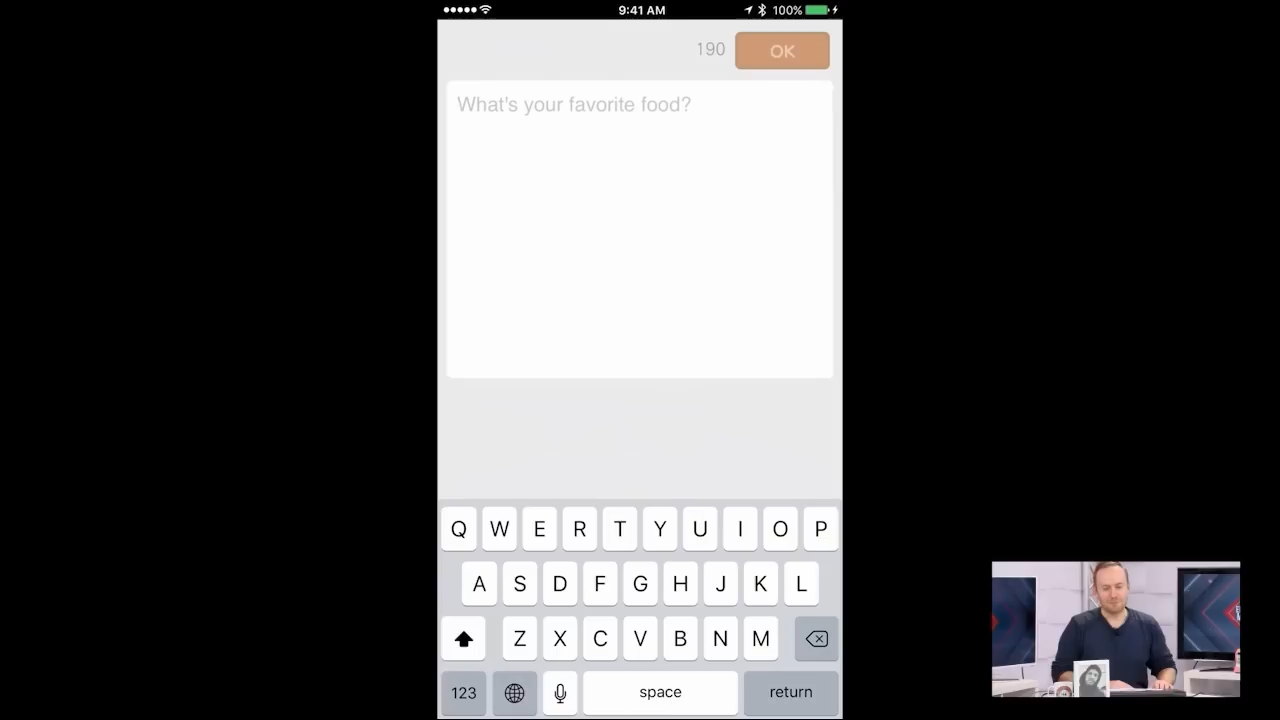 9:41 AM 100%
190 OK
What's your favorite food?
Q W E R T Y U I O P
A S D F G H J K L
Z X C V B N M
123 space return